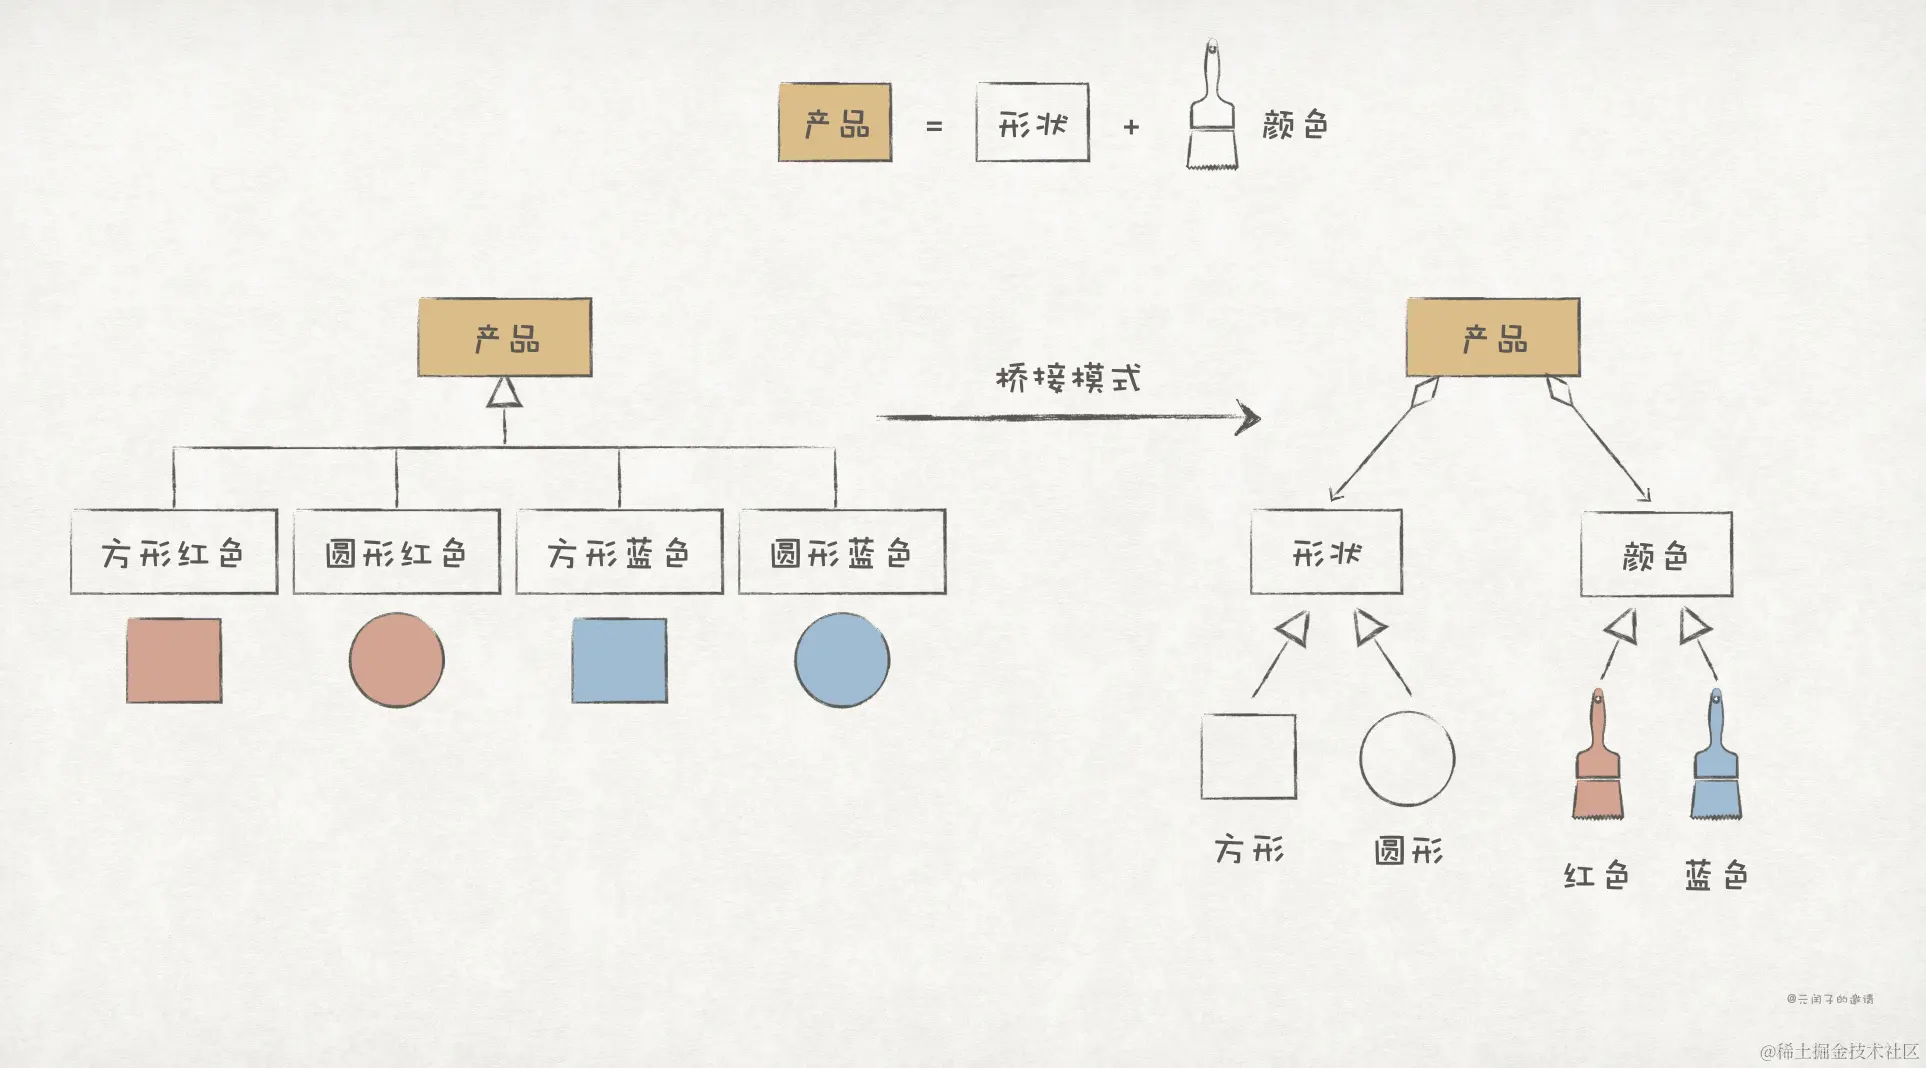 产品 = 形状 + 颜色
产品
方形红色 圆形红色 方形蓝色 圆形蓝色
桥接模式
产品
形状 颜色
方形 圆形
红色 蓝色
@元闰子的邀请
@稀土掘金技术社区